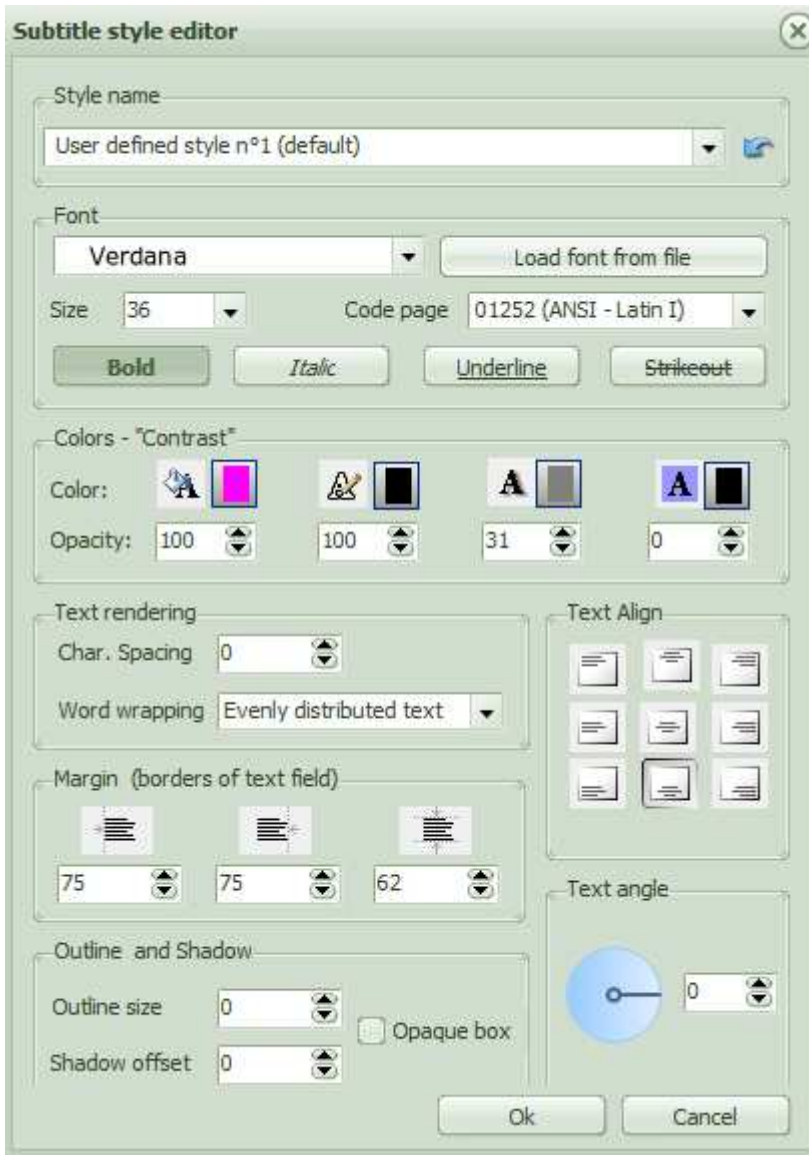 Subtitle style editor
Style name
User defined style n°1 (default)
Font
Verdana
Load font from file
Size 36 Code page 01252 (ANSI - Latin I)
Bold Italic Underline Strikeout
Colors - "Contrast"
Color: A A A A
Opacity: 100 100 31 0
Text rendering
Char. Spacing 0
Word wrapping Evenly distributed text
Text Align
Margin (borders of text field)
75 75 62
Text angle
0
Outline and Shadow
Outline size 0
Opaque box
Shadow offset 0
Ok Cancel